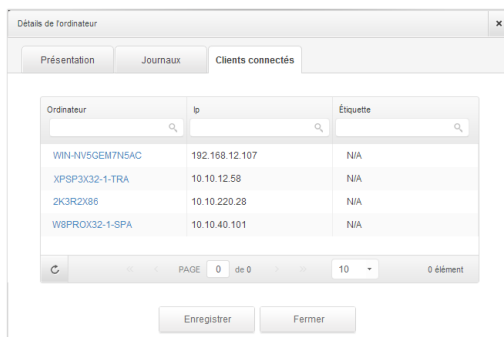 Détails de l'ordinateur ×
Présentation Journaux Clients connectés
Ordinateur Ip Étiquette
WIN-NV5GEM7N5AC 192.168.12.107 N/A
XPSP3X32-1-TRA 10.10.12.58 N/A
2K3R2X86 10.10.220.28 N/A
W8PROX32-1-SPA 10.10.40.101 N/A
PAGE 0 de 0 10 0 élément
Enregistrer Fermer